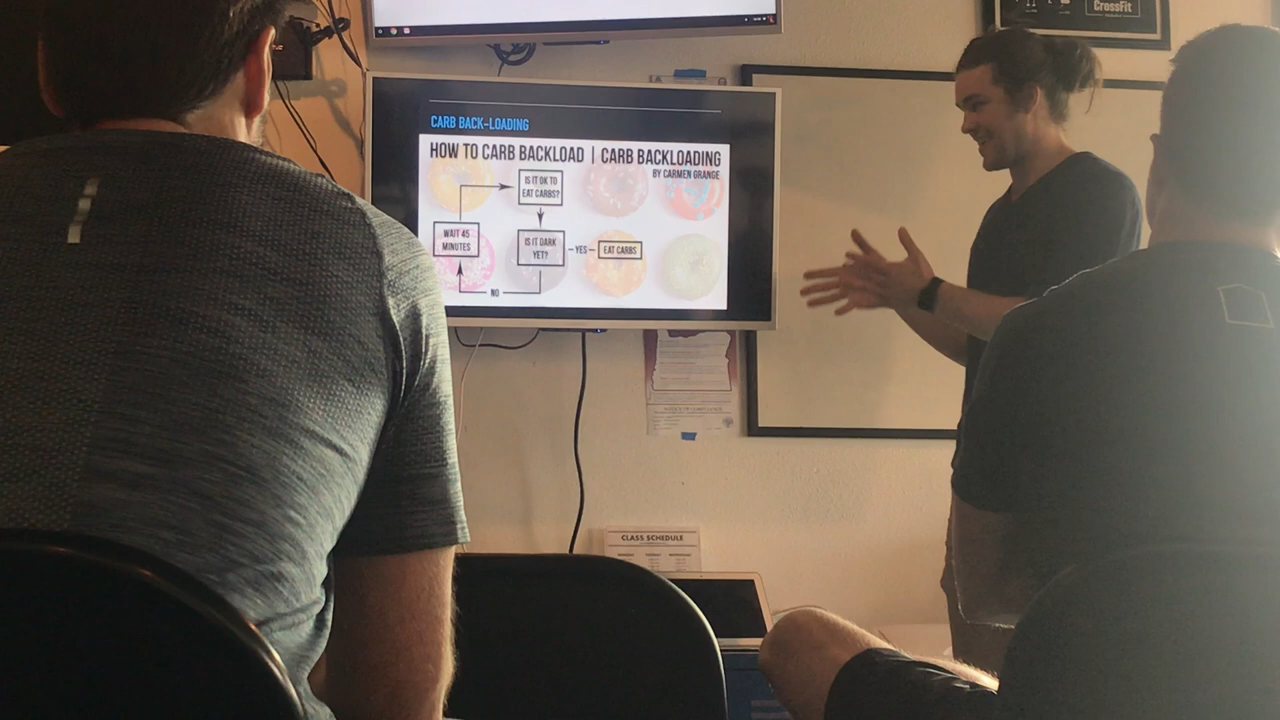 CrossFit
CARB BACK-LOADING
HOW TO CARB BACKLOAD | CARB BACKLOADING
BY CARMEN GRANGE
IS IT OK TO
EAT CARBS?
WAIT 45
MINUTES
IS IT DARK
YET?
YES
EAT CARBS
NO
CLASS SCHEDULE